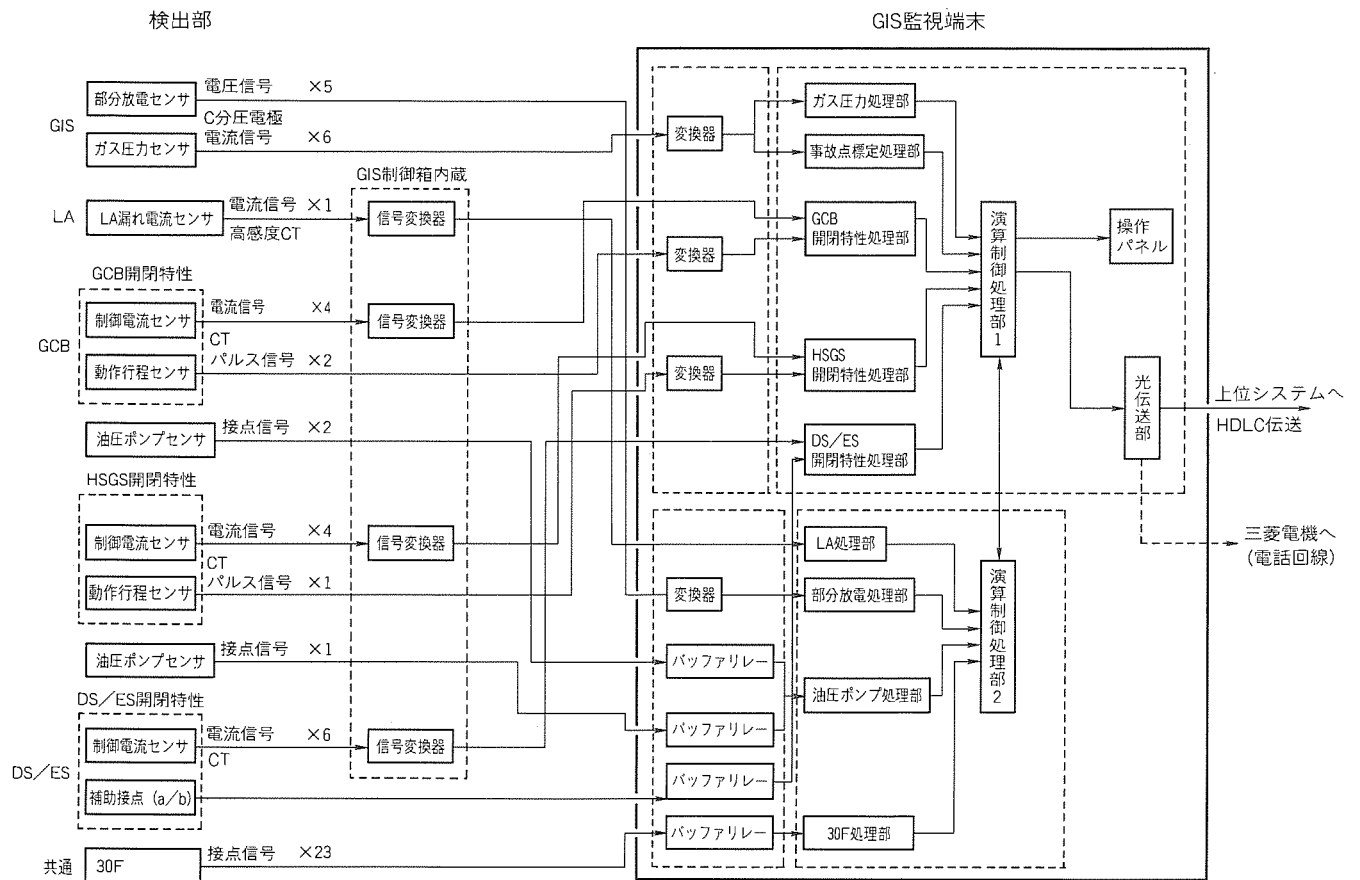 検出部
GIS監視端末
GIS
部分放電センサ
電圧信号 ×5
C分圧電極
ガス圧力センサ
電流信号 ×6
GIS制御箱内蔵
LA
LA漏れ電流センサ
電流信号 ×1
高感度CT
信号変換器
GCB開閉特性
GCB
制御電流センサ
電流信号 ×4
CT
信号変換器
動作行程センサ
パルス信号 ×2
油圧ポンプセンサ
接点信号 ×2
HSGS開閉特性
制御電流センサ
電流信号 ×4
CT
信号変換器
動作行程センサ
パルス信号 ×1
油圧ポンプセンサ
接点信号 ×1
DS/ES開閉特性
DS/ES
制御電流センサ
電流信号 ×6
CT
信号変換器
補助接点 (a/b)
共通
30F
接点信号 ×23
変換器
変換器
変換器
変換器
バッファリレー
バッファリレー
バッファリレー
バッファリレー
ガス圧力処理部
事故点標定処理部
GCB
開閉特性処理部
HSGS
開閉特性処理部
DS/ES
開閉特性処理部
LA処理部
部分放電処理部
油圧ポンプ処理部
30F処理部
演算制御処理部1
演算制御処理部2
操作
パネル
光伝送部
上位システムへ
HDLC伝送
三菱電機へ
(電話回線)